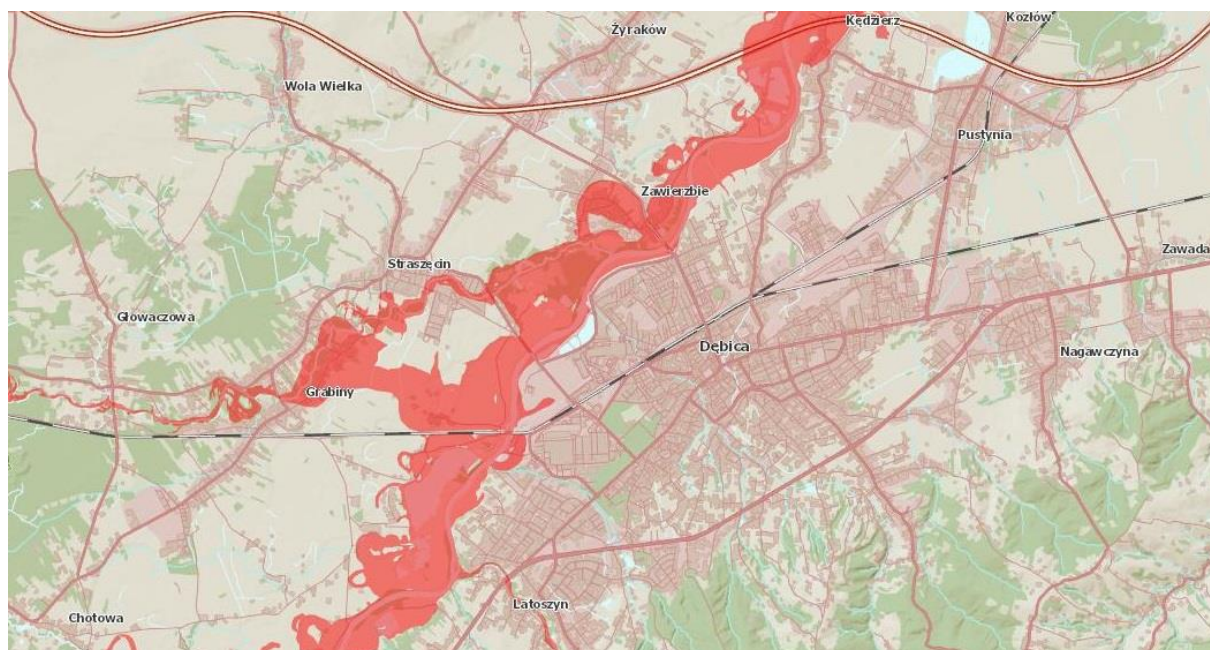 Kędzierz
Kozłów
Żyraków
Wola Wielka
Pustynia
Zawierzbie
Zawada
Straszęcin
Głowaczowa
Dębica
Nagawczyna
Grabiny
Latoszyn
Chotowa